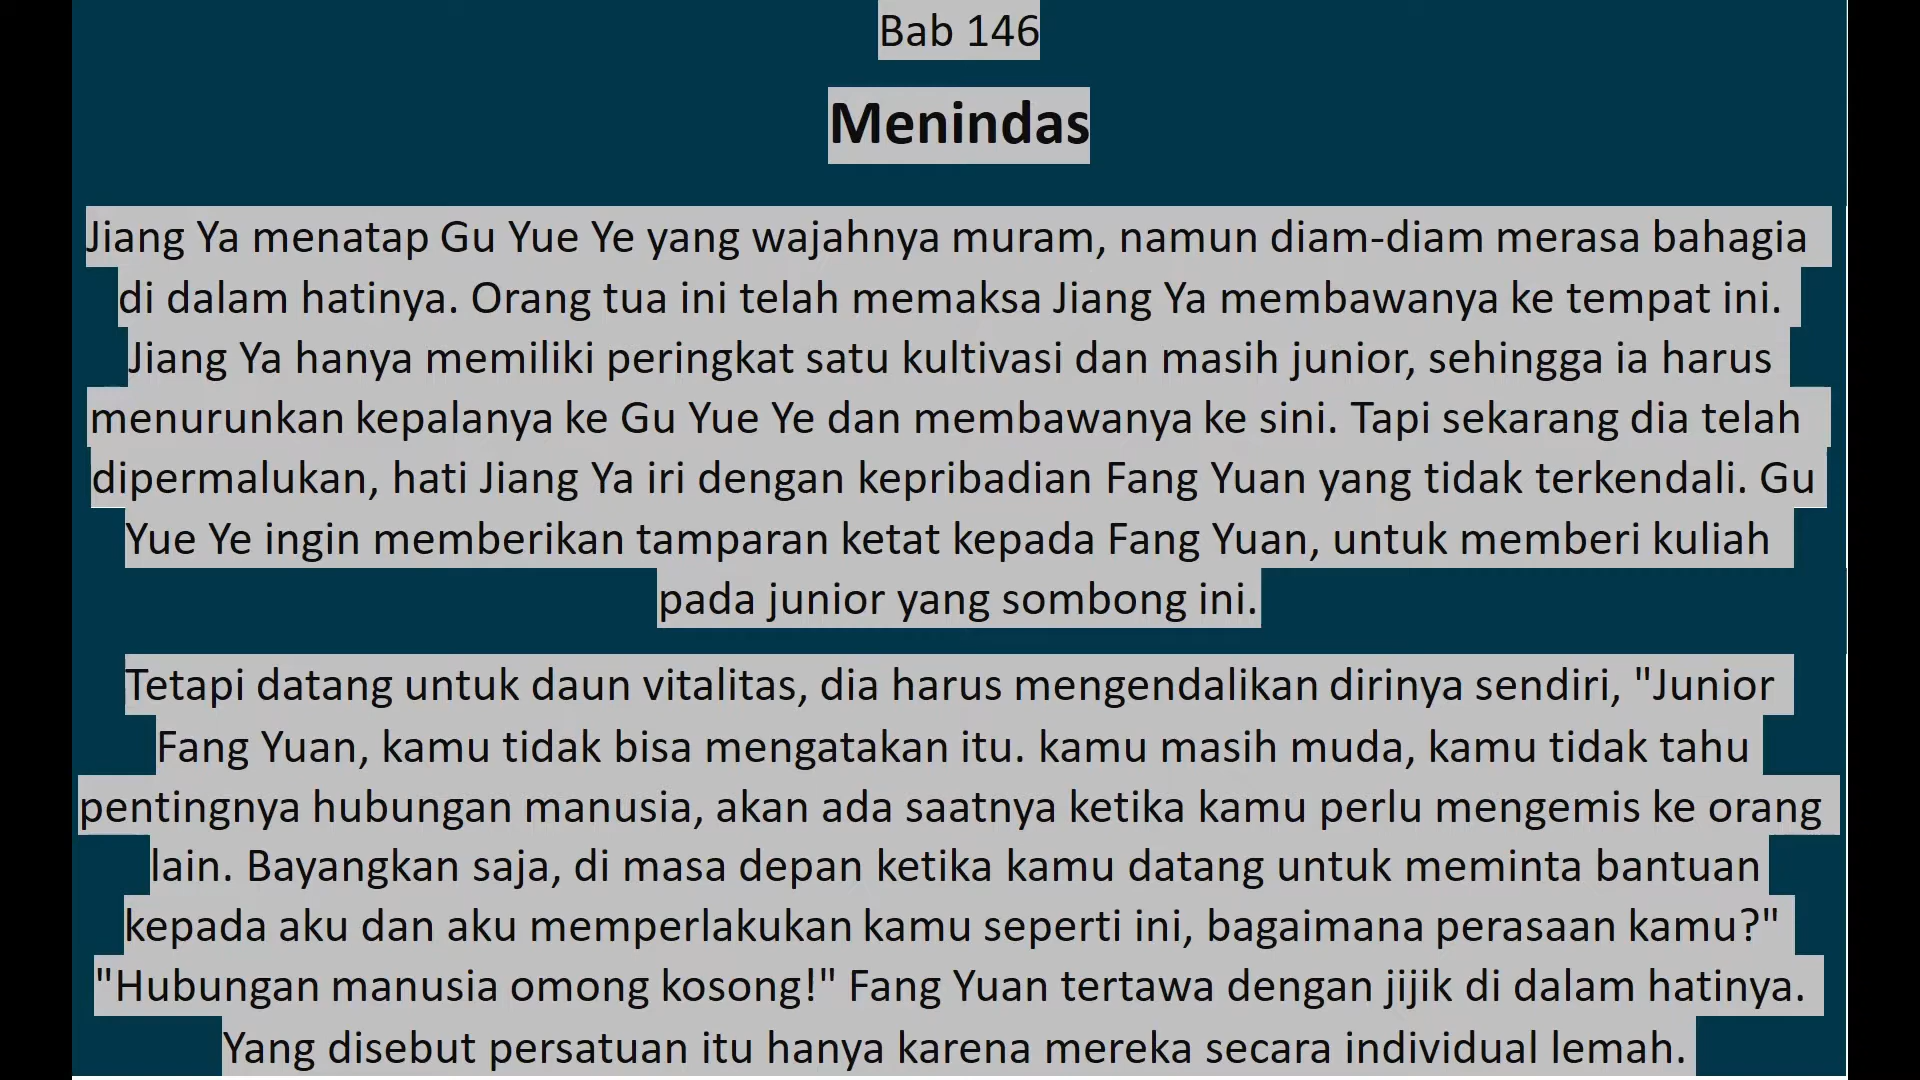 Bab 146
Menindas
Jiang Ya menatap Gu Yue Ye yang wajahnya muram, namun diam-diam merasa bahagia
di dalam hatinya. Orang tua ini telah memaksa Jiang Ya membawanya ke tempat ini.
Jiang Ya hanya memiliki peringkat satu kultivasi dan masih junior, sehingga ia harus
menurunkan kepalanya ke Gu Yue Ye dan membawanya ke sini. Tapi sekarang dia telah
dipermalukan, hati Jiang Ya iri dengan kepribadian Fang Yuan yang tidak terkendali. Gu
Yue Ye ingin memberikan tamparan ketat kepada Fang Yuan, untuk memberi kuliah
pada junior yang sombong ini.
Tetapi datang untuk daun vitalitas, dia harus mengendalikan dirinya sendiri, "Junior
Fang Yuan, kamu tidak bisa mengatakan itu. kamu masih muda, kamu tidak tahu
pentingnya hubungan manusia, akan ada saatnya ketika kamu perlu mengemis ke orang
lain. Bayangkan saja, di masa depan ketika kamu datang untuk meminta bantuan
kepada aku dan aku memperlakukan kamu seperti ini, bagaimana perasaan kamu?"
"Hubungan manusia omong kosong!" Fang Yuan tertawa dengan jijik di dalam hatinya.
Yang disebut persatuan itu hanya karena mereka secara individual lemah.